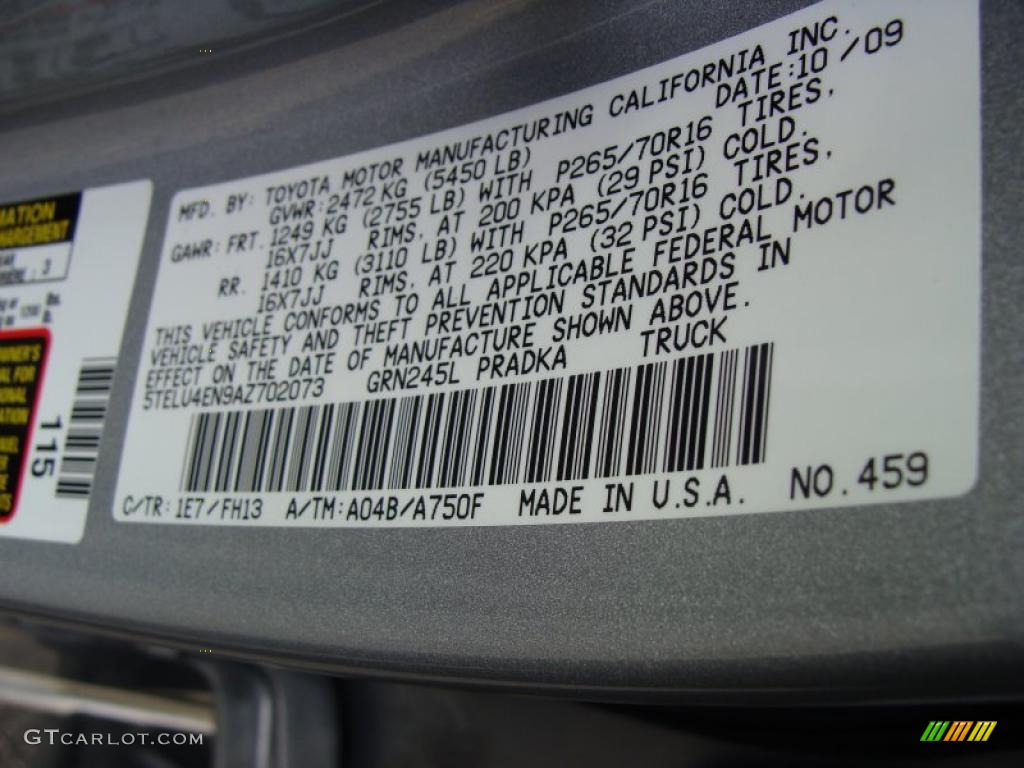 MFD. BY: TOYOTA MOTOR MANUFACTURING CALIFORNIA INC.
GVWR:2472 KG (5450 LB) DATE:10/09
GAWR: FRT. 1249 KG (2755 LB) WITH P265/70R16 TIRES,
16X7JJ RIMS, AT 200 KPA (29 PSI) COLD.
RR. 1410 KG (3110 LB) WITH P265/70R16 TIRES,
16X7JJ RIMS, AT 220 KPA (32 PSI) COLD.
THIS VEHICLE CONFORMS TO ALL APPLICABLE FEDERAL MOTOR
VEHICLE SAFETY AND THEFT PREVENTION STANDARDS IN
EFFECT ON THE DATE OF MANUFACTURE SHOWN ABOVE.
5TELU4EN9AZ702073 GRN245L PRADKA TRUCK
C/TR: 1E7/FH13 A/TM:A04B/A750F MADE IN U.S.A. NO. 459
3
115
GTCARLOT.COM